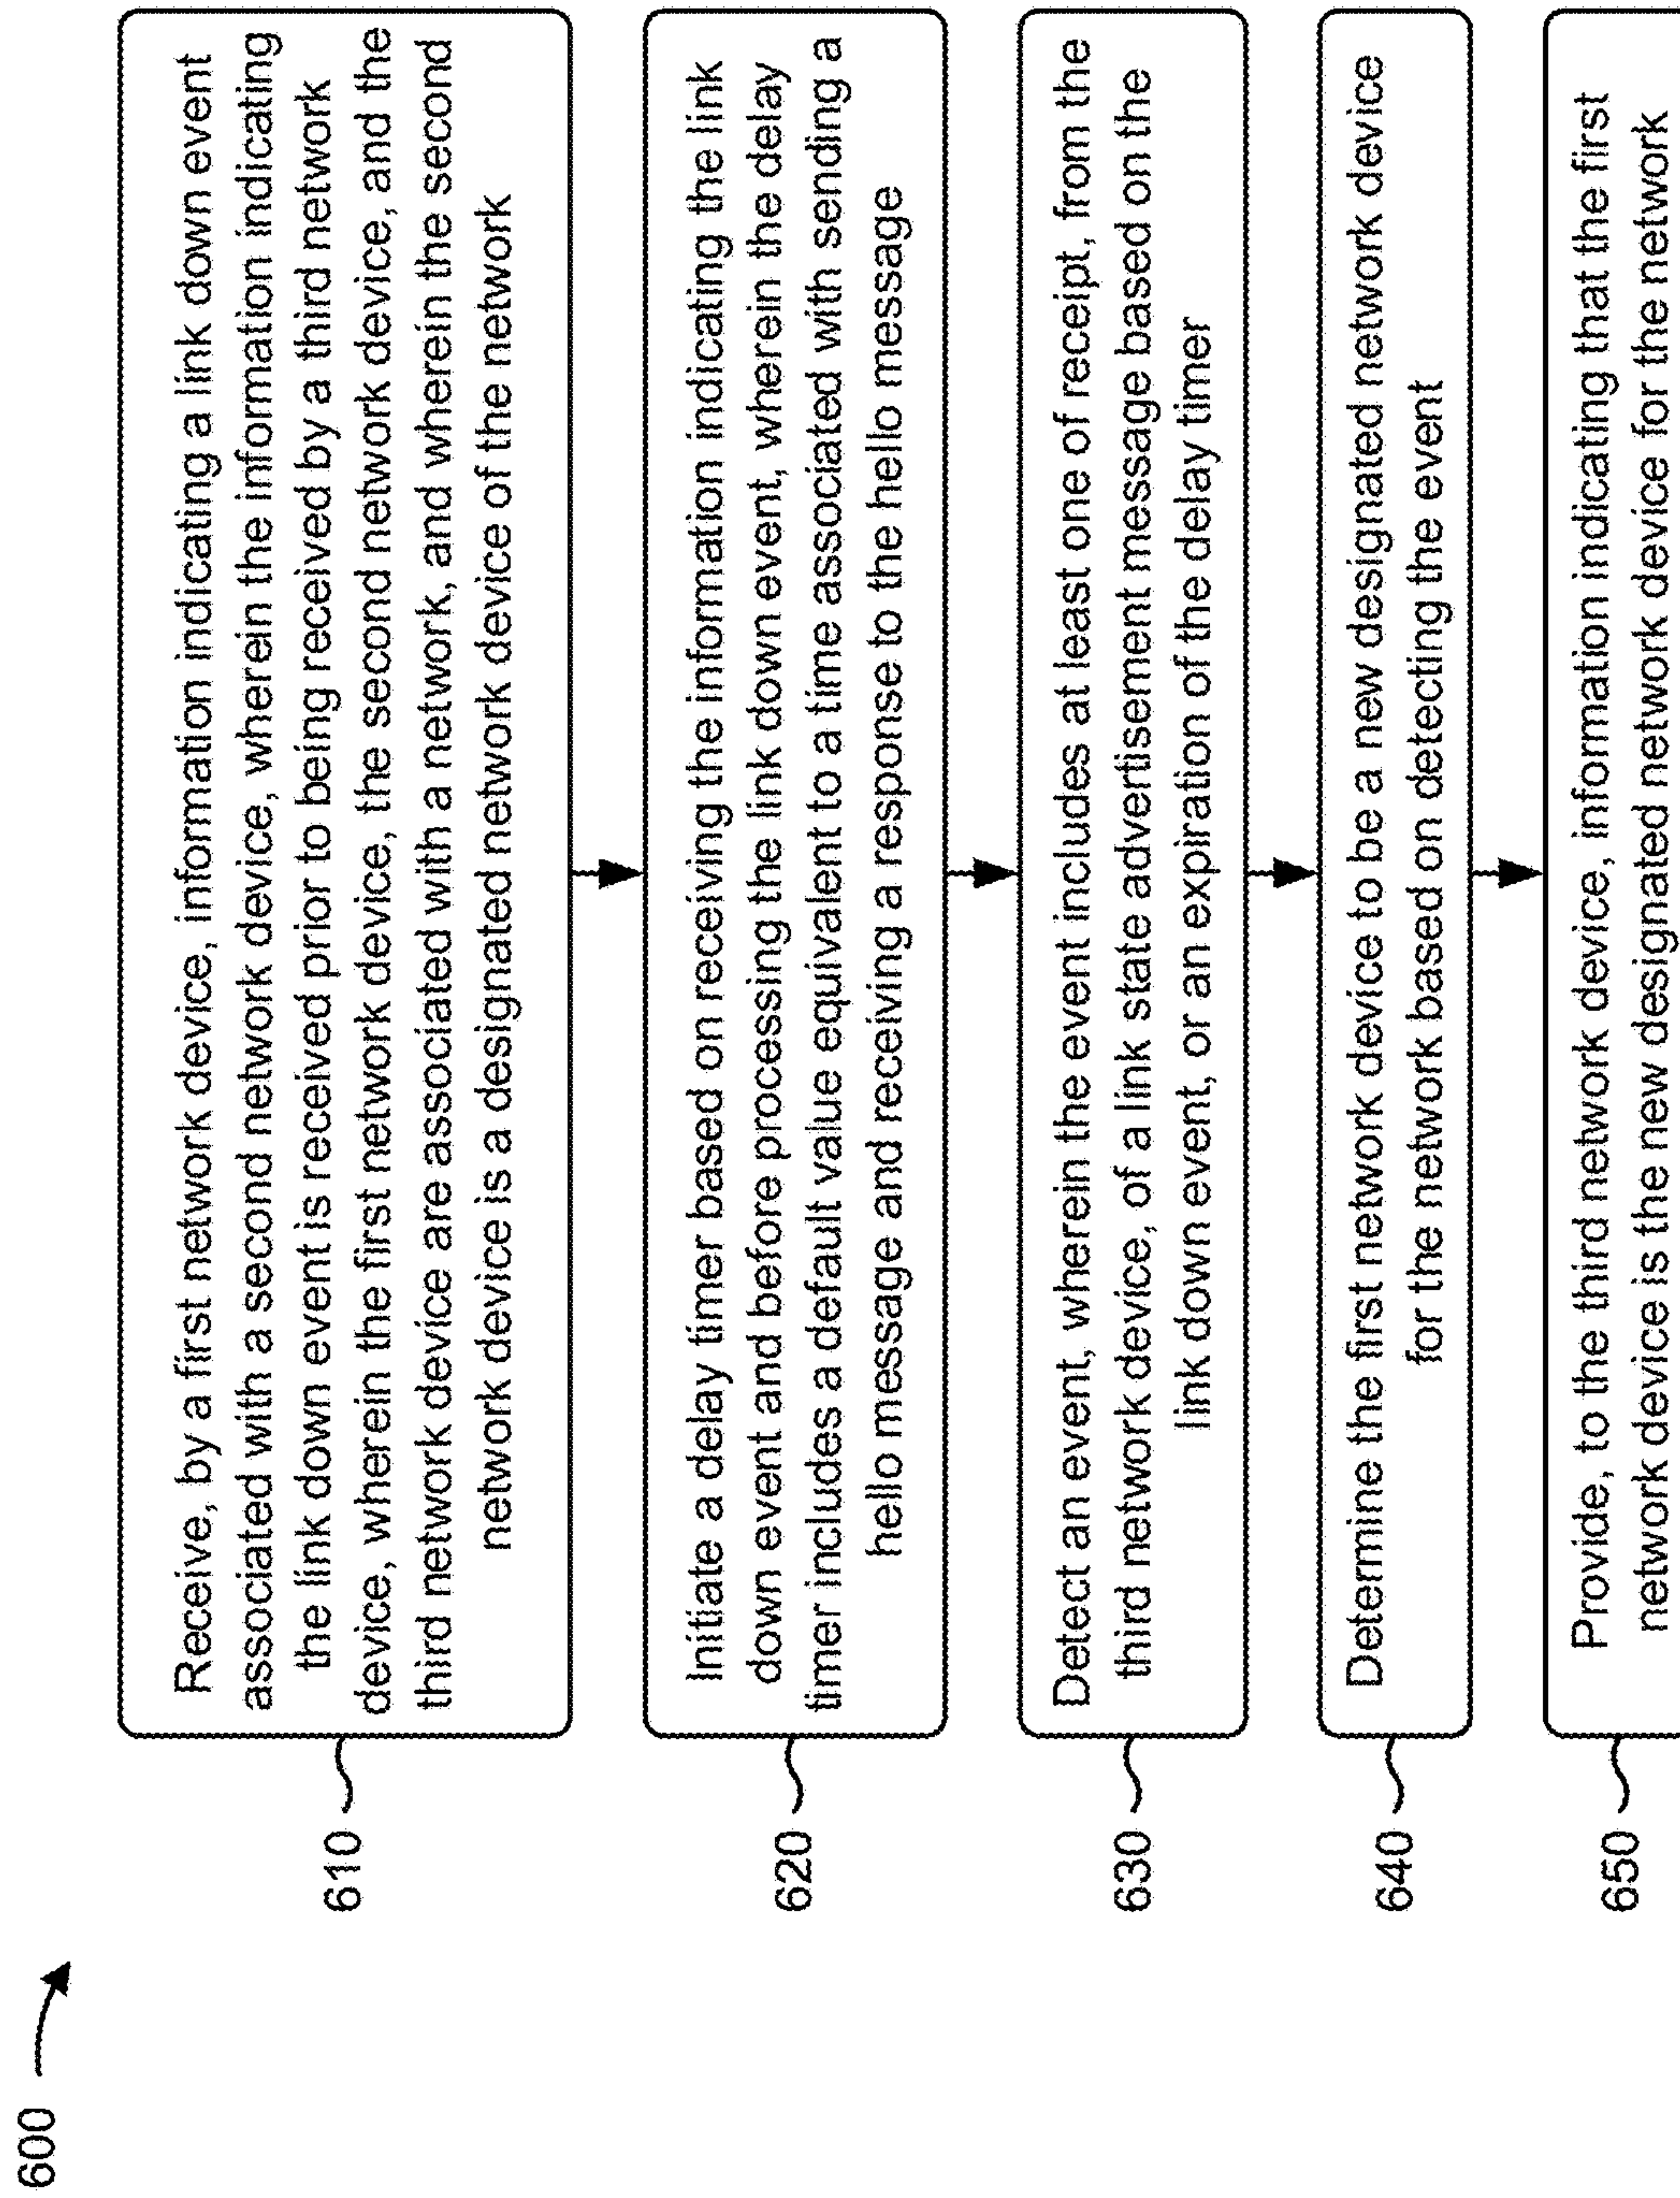 600
610
Receive, by a first network device, information indicating a link down event
associated with a second network device, wherein the information indicating
the link down event is received prior to being received by a third network
device, wherein the first network device, the second network device, and the
third network device are associated with a network, and wherein the second
network device is a designated network device of the network
620
Initiate a delay timer based on receiving the information indicating the link
down event and before processing the link down event, wherein the delay
timer includes a default value equivalent to a time associated with sending a
hello message and receiving a response to the hello message
630
Detect an event, wherein the event includes at least one of receipt, from the
third network device, of a link state advertisement message based on the
link down event, or an expiration of the delay timer
640
Determine the first network device to be a new designated network device
for the network based on detecting the event
650
Provide, to the third network device, information indicating that the first
network device is the new designated network device for the network